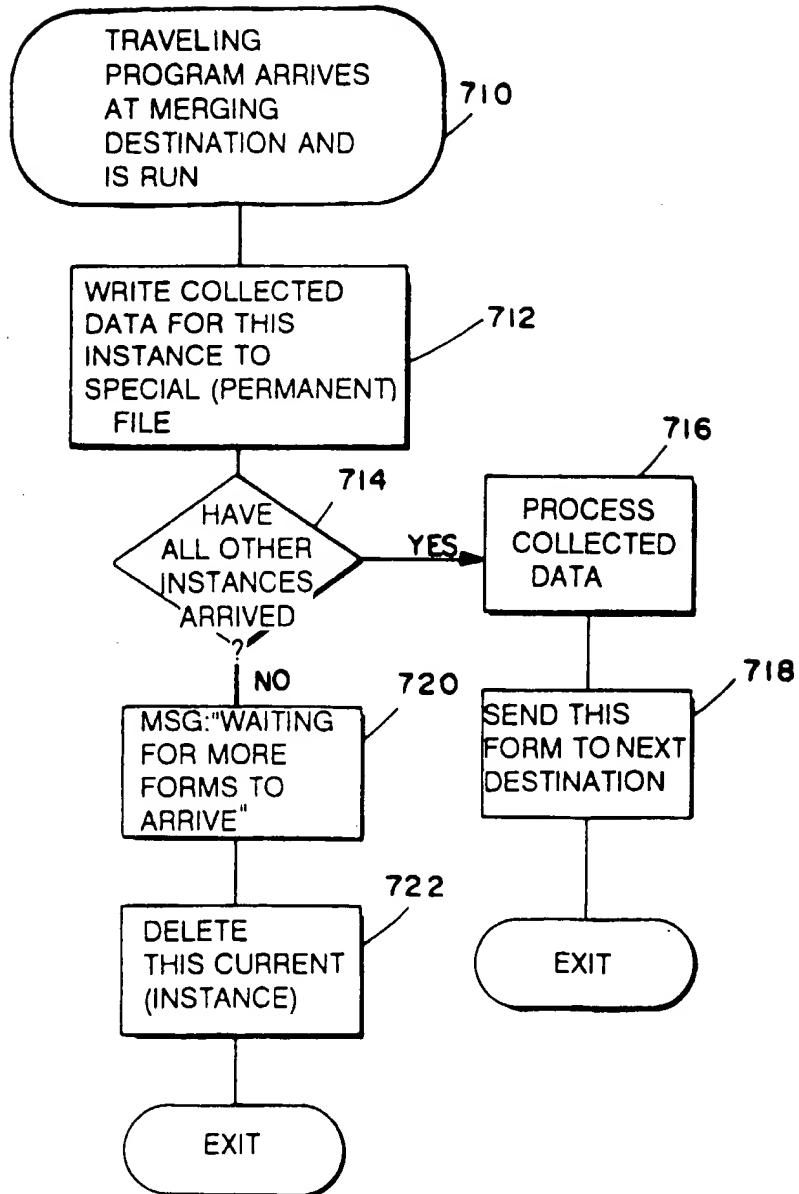 TRAVELING
PROGRAM ARRIVES
AT MERGING
DESTINATION AND
IS RUN
710
WRITE COLLECTED
DATA FOR THIS
INSTANCE TO
SPECIAL (PERMANENT)
FILE
712
HAVE
ALL OTHER
INSTANCES
ARRIVED
?
714
YES
716
PROCESS
COLLECTED
DATA
718
SEND THIS
FORM TO NEXT
DESTINATION
EXIT
NO
720
MSG:"WAITING
FOR MORE
FORMS TO
ARRIVE"
722
DELETE
THIS CURRENT
(INSTANCE)
EXIT